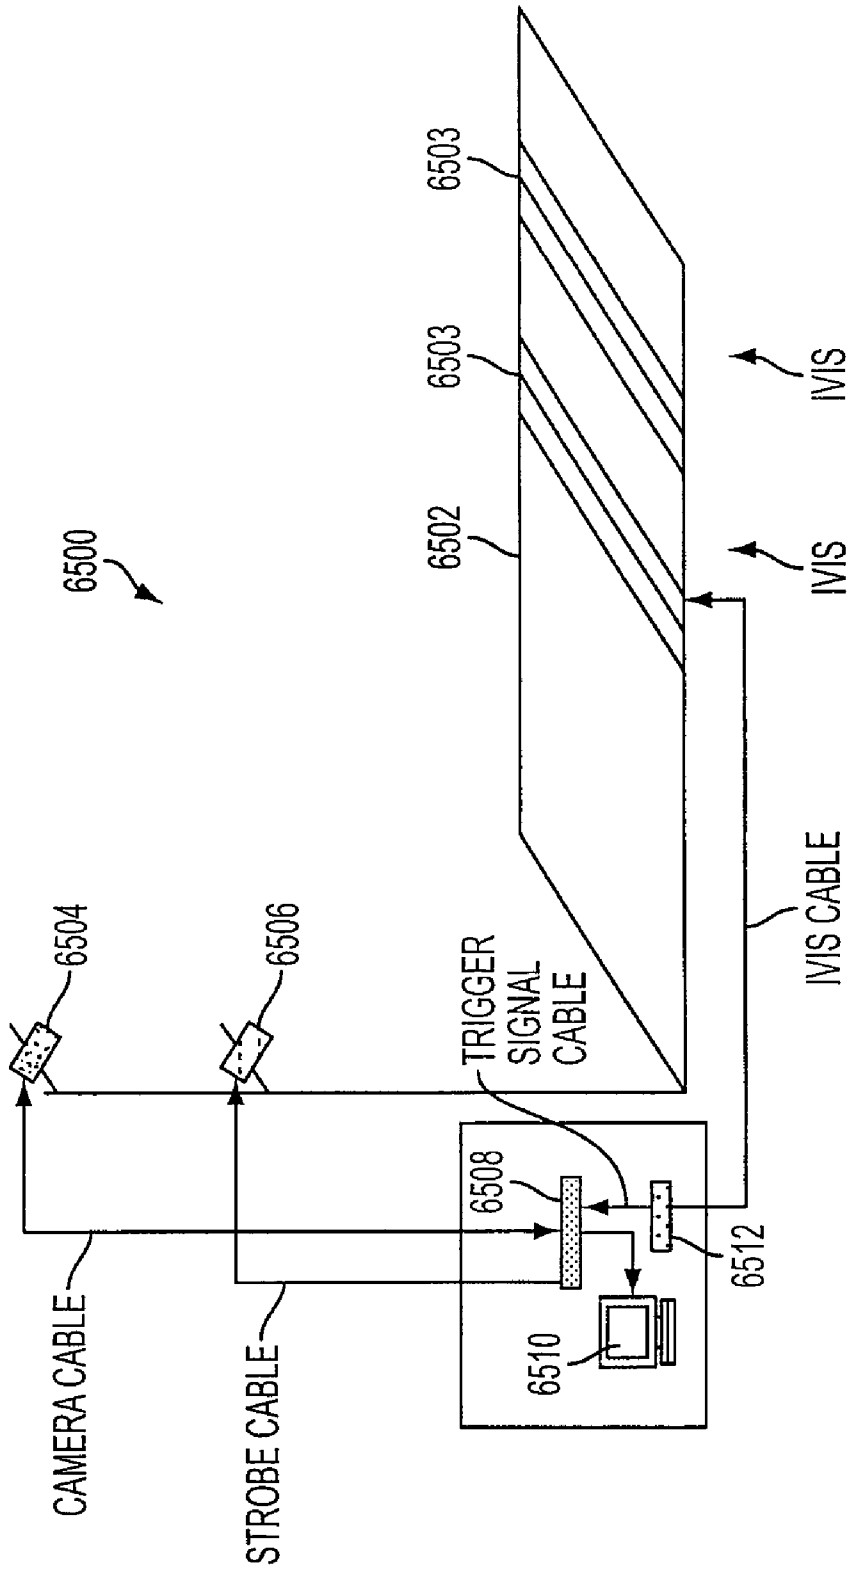 6500
CAMERA CABLE
6504
STROBE CABLE
6506
6508
6510
6512
TRIGGER
SIGNAL
CABLE
6502
6503
6503
IVIS CABLE
IVIS
IVIS